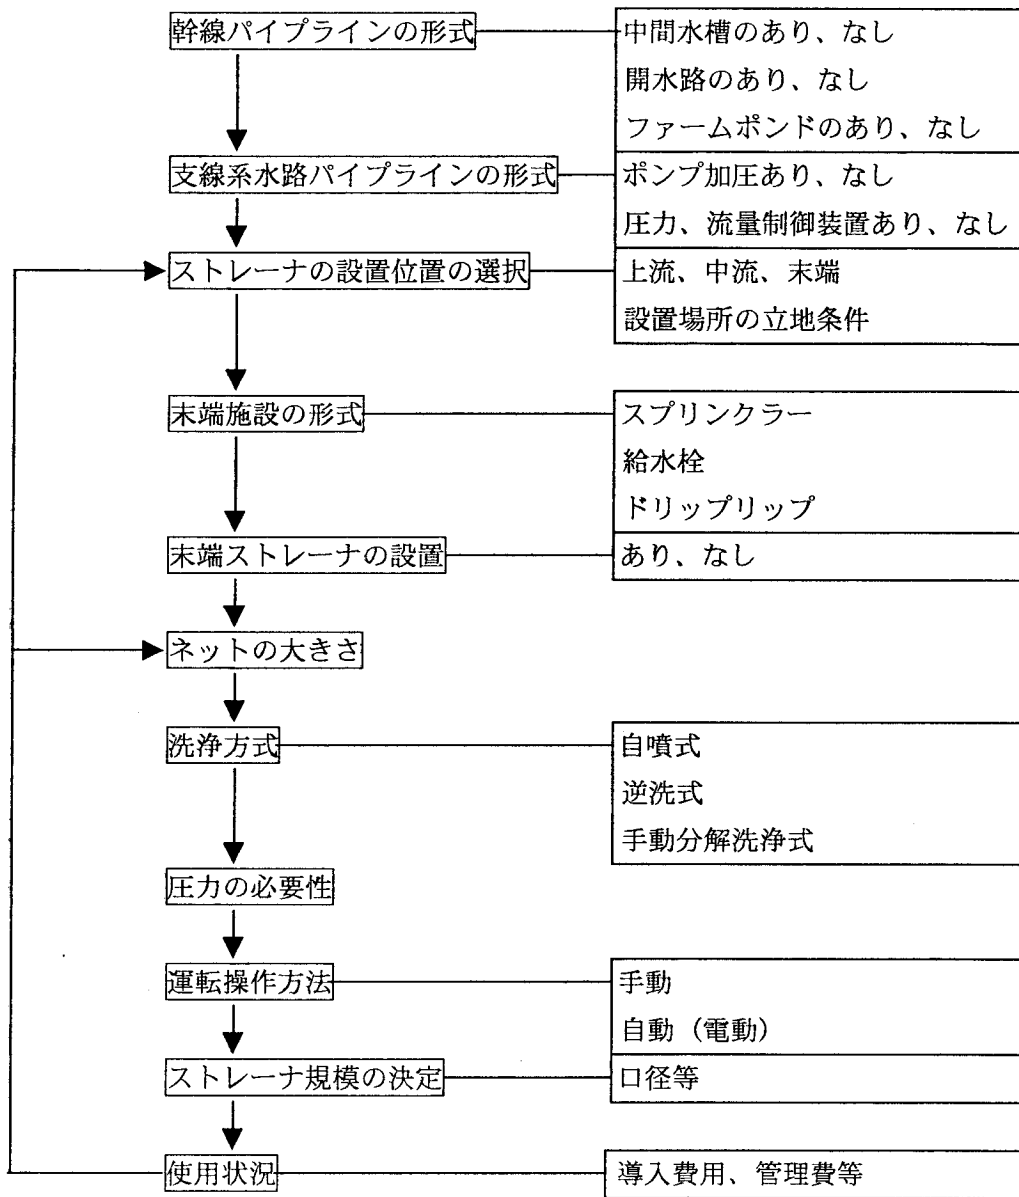 幹線パイプラインの形式
中間水槽のあり、なし
開水路のあり、なし
ファームポンドのあり、なし
支線系水路パイプラインの形式
ポンプ加圧あり、なし
圧力、流量制御装置あり、なし
ストレーナの設置位置の選択
上流、中流、末端
設置場所の立地条件
末端施設の形式
スプリンクラー
給水栓
ドリップリップ
末端ストレーナの設置
あり、なし
ネットの大きさ
洗浄方式
自噴式
逆洗式
手動分解洗浄式
圧力の必要性
運転操作方法
手動
自動（電動）
ストレーナ規模の決定
口径等
使用状況
導入費用、管理費等